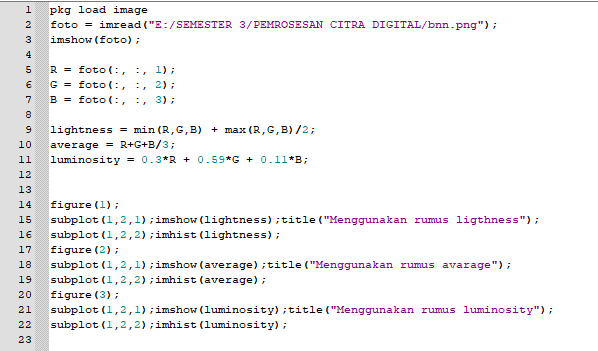 1 pkg load image
2 foto = imread("E:/SEMESTER 3/PEMROSESAN CITRA DIGITAL/bnn.png");
3 imshow(foto);
4
5 R = foto(:, :, 1);
6 G = foto(:, :, 2);
7 B = foto(:, :, 3);
8
9 lightness = min(R,G,B) + max(R,G,B)/2;
10 average = R+G+B/3;
11 luminosity = 0.3*R + 0.59*G + 0.11*B;
12
13
14 figure(1);
15 subplot(1,2,1);imshow(lightness);title("Menggunakan rumus ligthness");
16 subplot(1,2,2);imhist(lightness);
17 figure(2);
18 subplot(1,2,1);imshow(average);title("Menggunakan rumus avarage");
19 subplot(1,2,2);imhist(average);
20 figure(3);
21 subplot(1,2,1);imshow(luminosity);title("Menggunakan rumus luminosity");
22 subplot(1,2,2);imhist(luminosity);
23